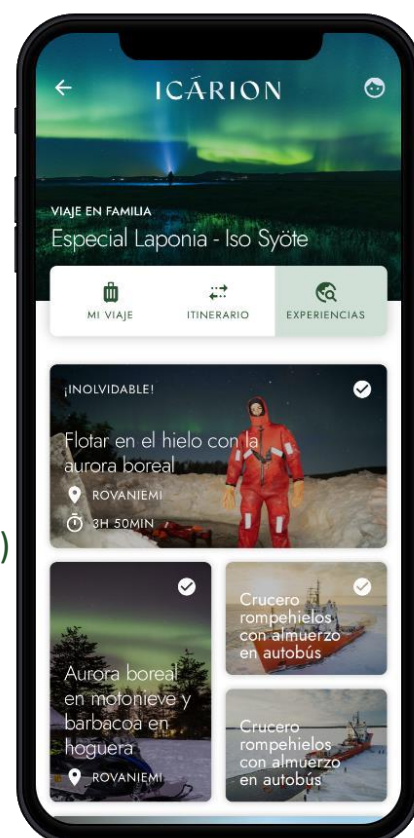 ICÁRION
VIAJE EN FAMILIA
Especial Laponia - Iso Syöte
MI VIAJE
ITINERARIO
EXPERIENCIAS
¡INOLVIDABLE!
Flotar en el hielo con la
aurora boreal
ROVANIEMI
3H 50MIN
)
Aurora boreal
en motonieve y
barbacoa en
hoguera
ROVANIEMI
Crucero
rompehielos
con almuerzo
en autobús
Crucero
rompehielos
con almuerzo
en autobús